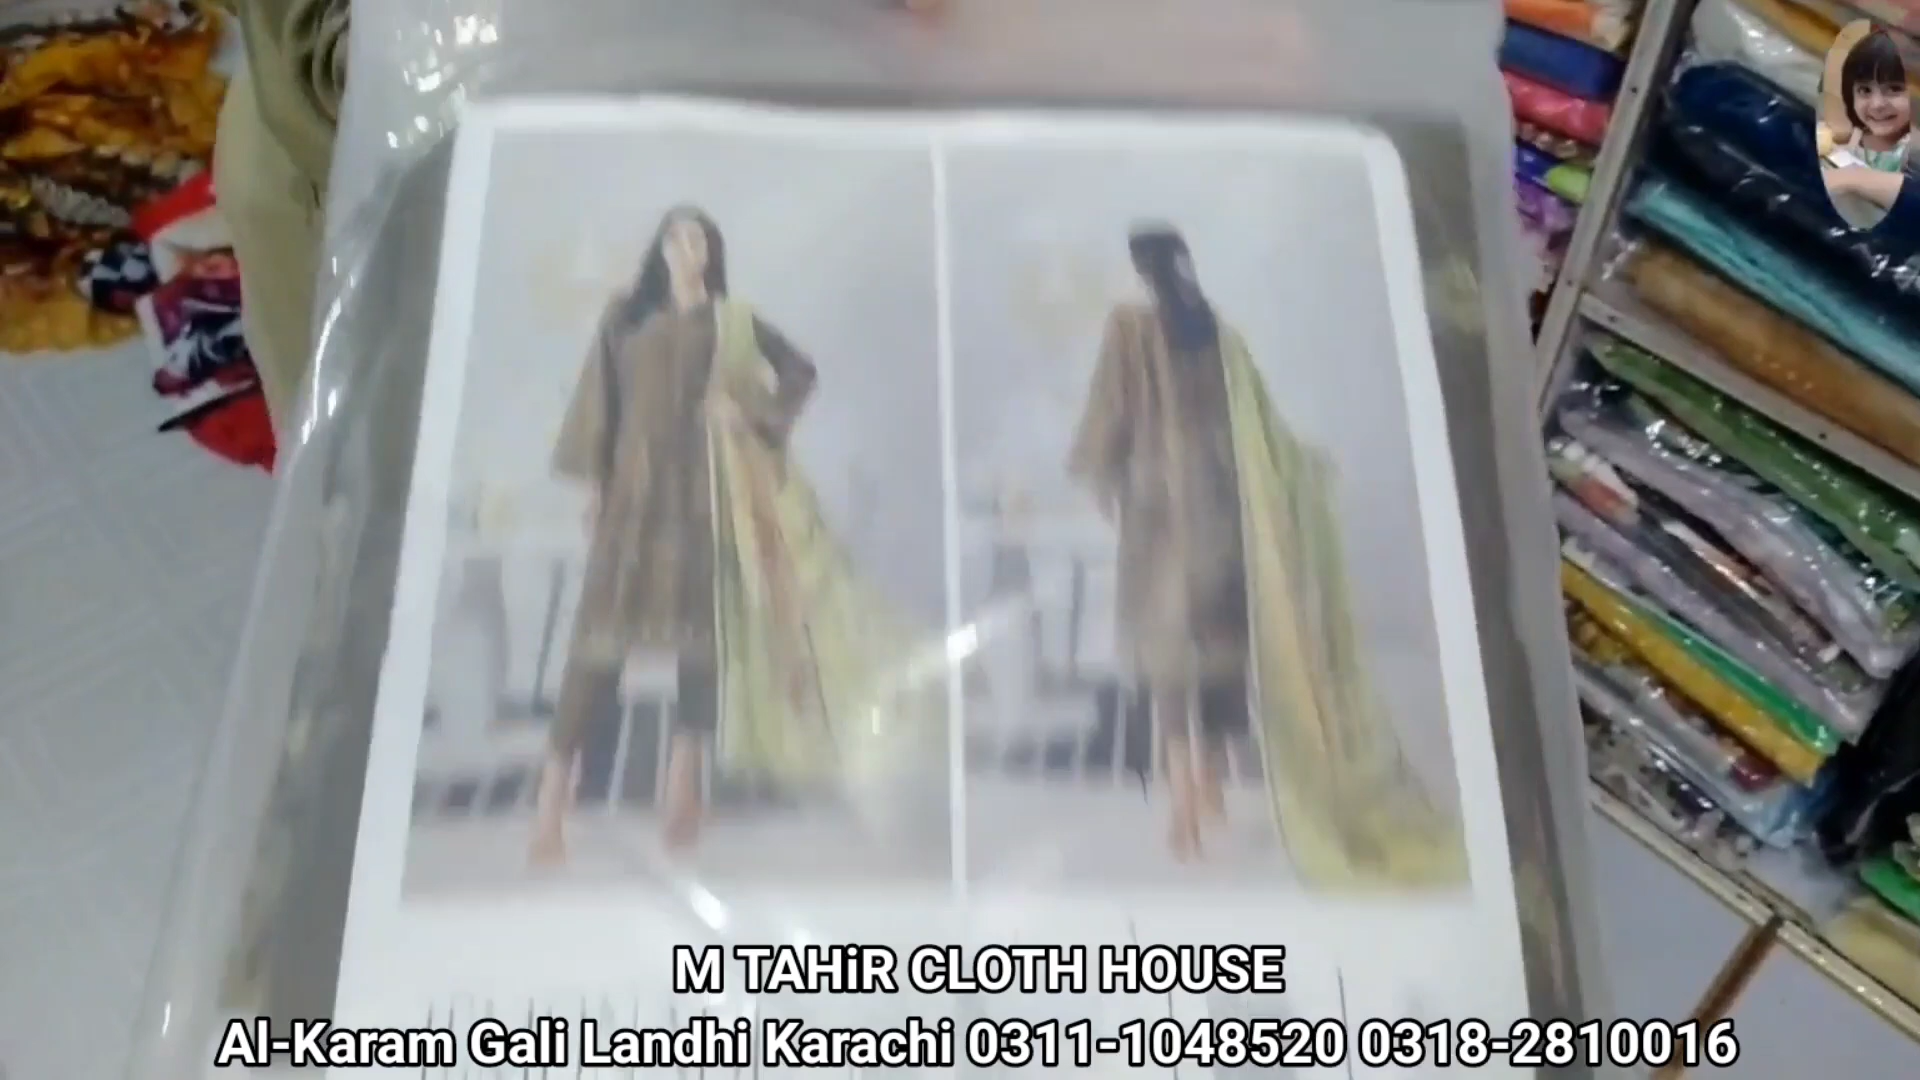 M TAHiR CLOTH HOUSE
Al-Karam Gali Landhi Karachi 0311-1048520 0318-2810016